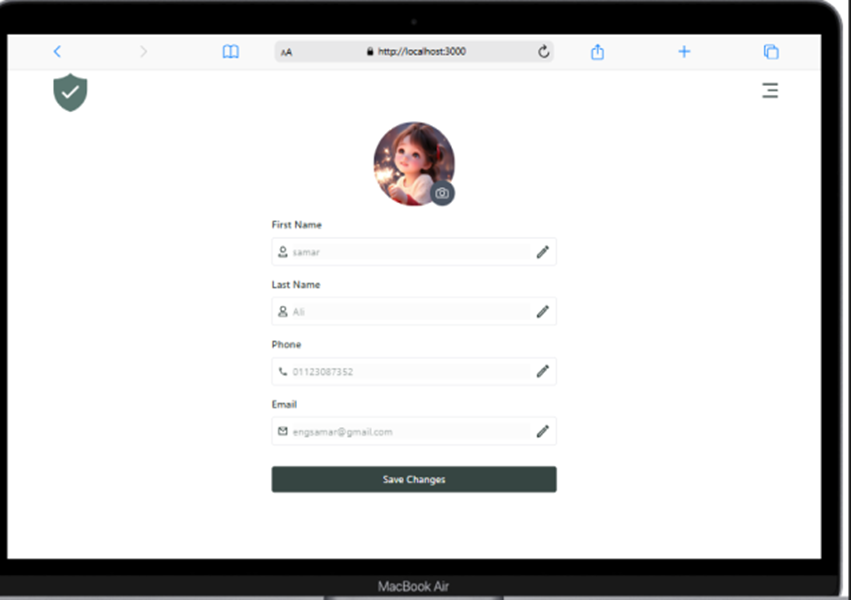 AA
http://localhost:3000
First Name
samar
Last Name
Ali
Phone
01123087352
Email
engsamar@gmail.com
Save Changes
MacBook Air